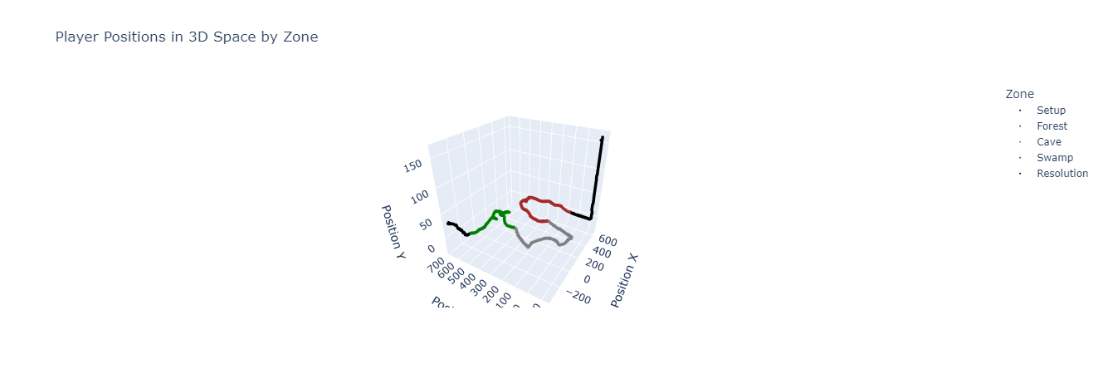 Player Positions in 3D Space by Zone
Zone
Setup
Forest
Cave
Swamp
Resolution
150
100
50
0
Position Y
700
600
500
400
300
200
100
600
400
200
0
−200
Position X